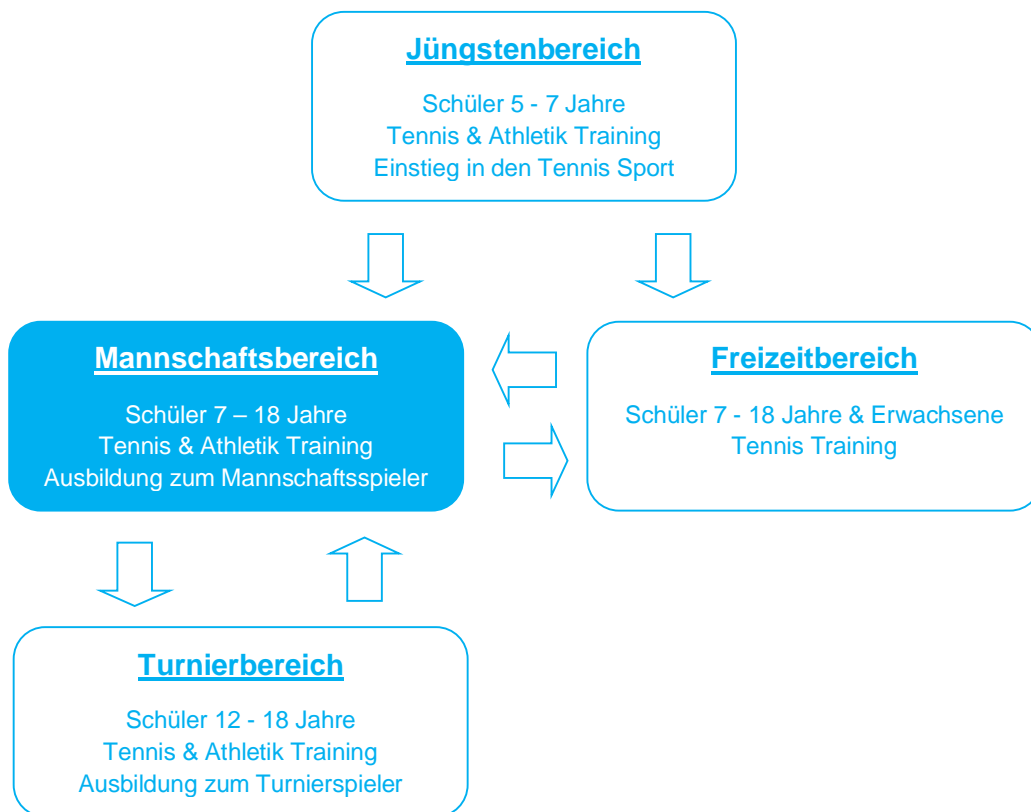 Jüngstenbereich
Schüler 5 - 7 Jahre
Tennis & Athletik Training
Einstieg in den Tennis Sport
Mannschaftsbereich
Schüler 7 – 18 Jahre
Tennis & Athletik Training
Ausbildung zum Mannschaftsspieler
Freizeitbereich
Schüler 7 - 18 Jahre & Erwachsene
Tennis Training
Turnierbereich
Schüler 12 - 18 Jahre
Tennis & Athletik Training
Ausbildung zum Turnierspieler